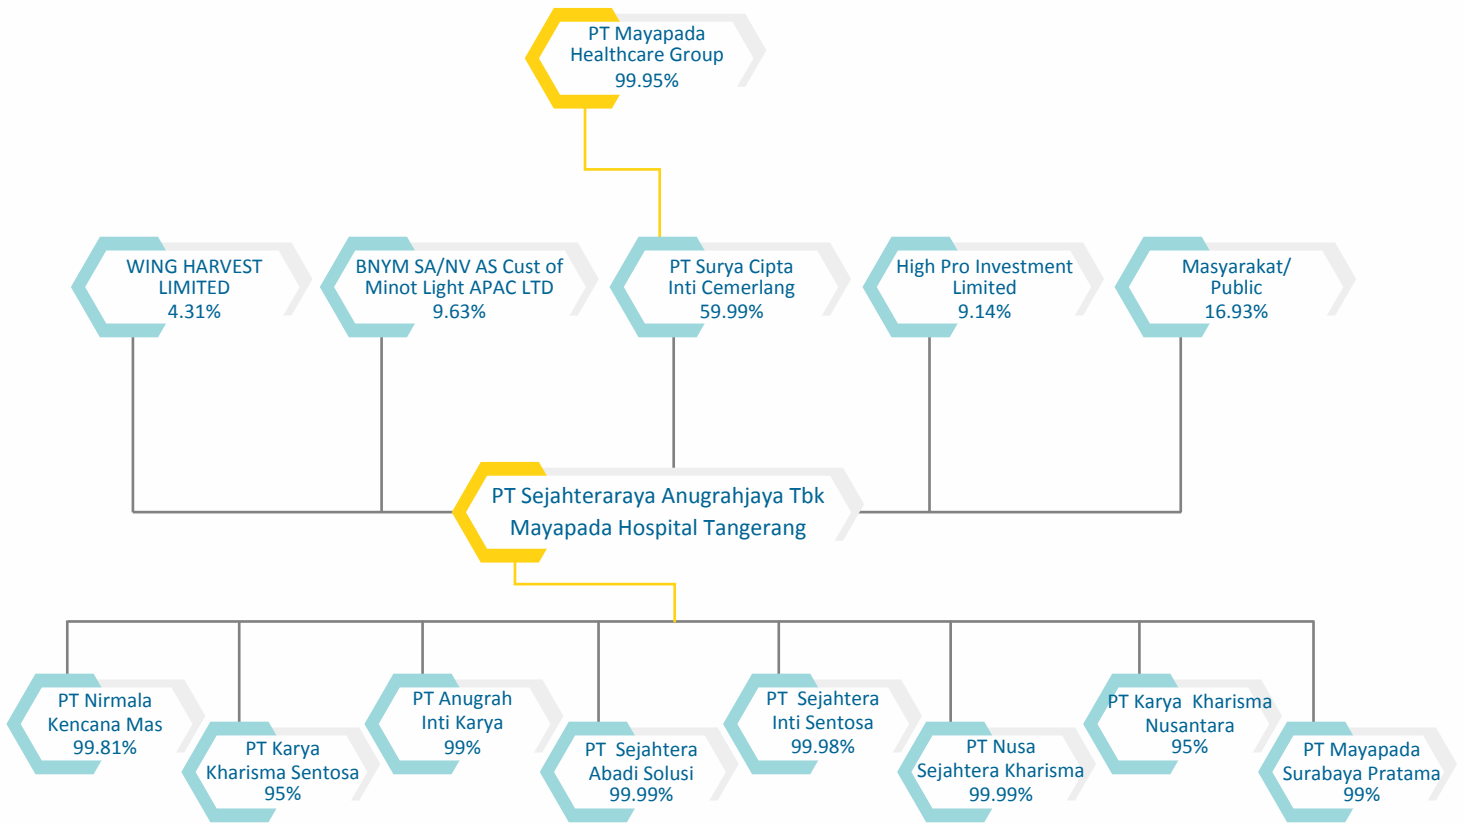 PT Mayapada
Healthcare Group
99.95%
WING HARVEST
LIMITED
4.31%
BNYM SA/NV AS Cust of
Minot Light APAC LTD
9.63%
PT Surya Cipta
Inti Cemerlang
59.99%
High Pro Investment
Limited
9.14%
Masyarakat/
Public
16.93%
PT Sejahteraraya Anugrahjaya Tbk
Mayapada Hospital Tangerang
PT Nirmala
Kencana Mas
99.81%
PT Karya
Kharisma Sentosa
95%
PT Anugrah
Inti Karya
99%
PT Sejahtera
Abadi Solusi
99.99%
PT Sejahtera
Inti Sentosa
99.98%
PT Nusa
Sejahtera Kharisma
99.99%
PT Karya Kharisma
Nusantara
95%
PT Mayapada
Surabaya Pratama
99%